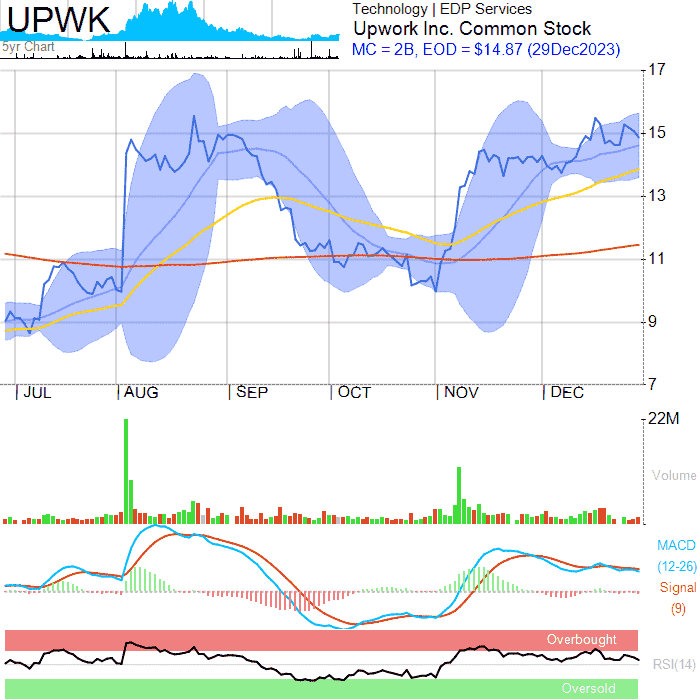 UPWK
5yr Chart
Technology | EDP Services
Upwork Inc. Common Stock
MC = 2B, EOD = $14.87 (29Dec2023)
17
15
13
11
9
7
JUL AUG SEP OCT NOV DEC
22M
Volume
MACD
(12-26)
Signal
(9)
Overbought
RSI(14)
Oversold